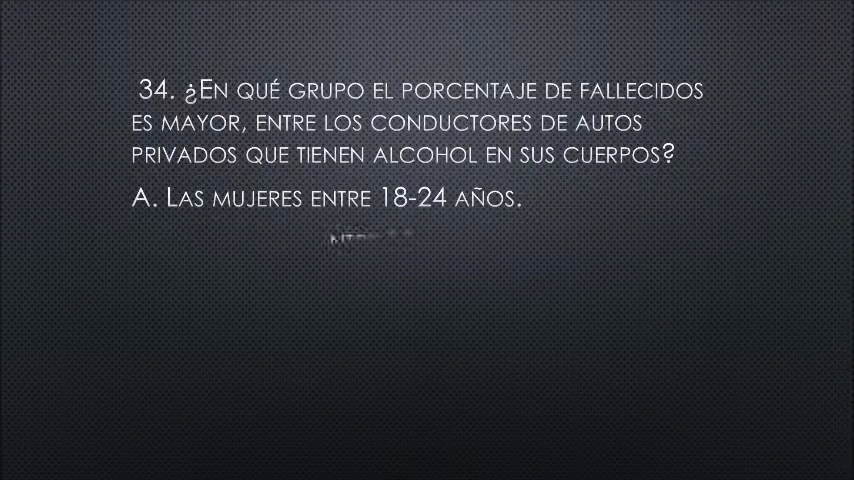 34. ¿En qué grupo el porcentaje de fallecidos
es mayor, entre los conductores de autos
privados que tienen alcohol en sus cuerpos?
A. Las mujeres entre 18-24 años.